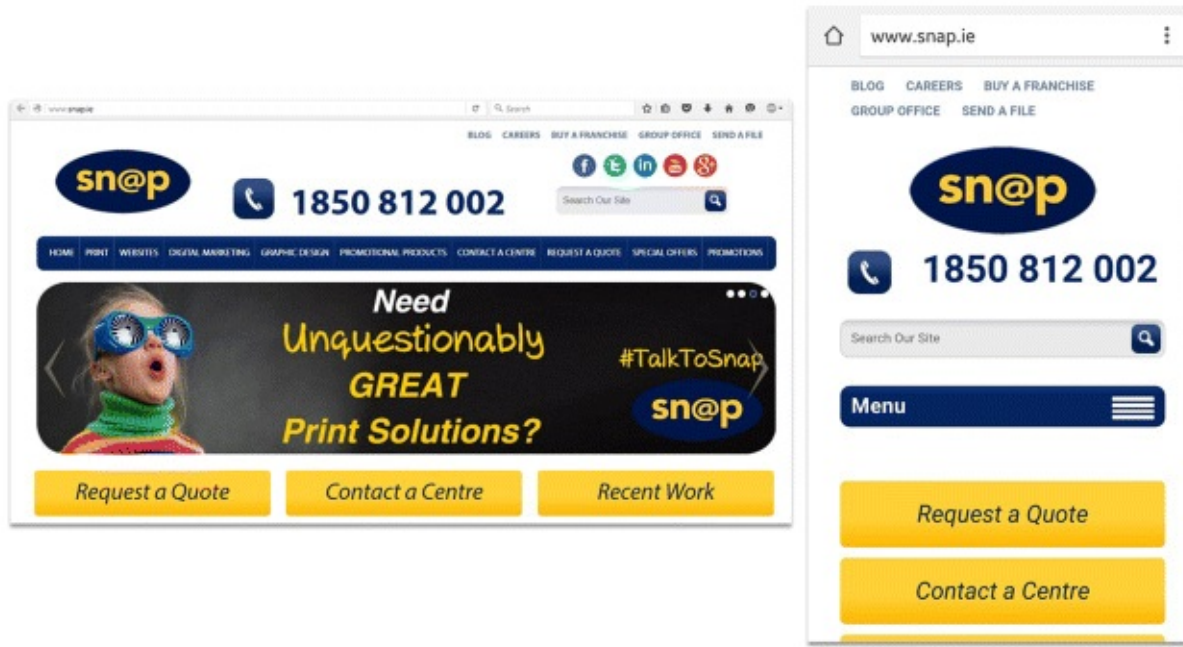 www.snap.ie
Search
BLOG CAREERS BUY A FRANCHISE GROUP OFFICE SEND A FILE
sn@p
1850 812 002
Search Our Site
HOME PRINT WEBSITES DIGITAL MARKETING GRAPHIC DESIGN PROMOTIONAL PRODUCTS CONTACT A CENTRE REQUEST A QUOTE SPECIAL OFFERS PROMOTIONS
Need
Unquestionably
GREAT
Print Solutions?
#TalkToSnap
sn@p
Request a Quote Contact a Centre Recent Work
www.snap.ie
BLOG CAREERS BUY A FRANCHISE
GROUP OFFICE SEND A FILE
sn@p
1850 812 002
Search Our Site
Menu
Request a Quote
Contact a Centre